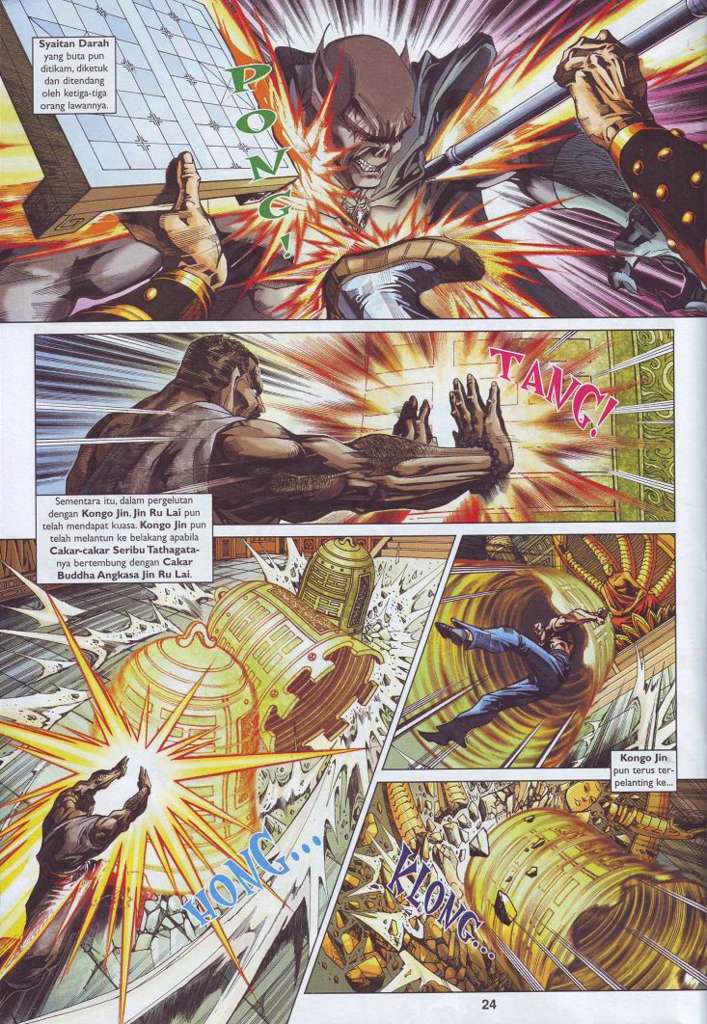 Syaitan Darah
yang buta pun
ditikam, diketuk
dan ditendang
oleh ketiga-tiga
orang lawannya.
PONG!
TANG!
Sementara itu, dalam pergelutan
dengan Kongo Jin, Jin Ru Lai pun
telah mendapat kuasa. Kongo Jin pun
telah melantun ke belakang apabila
Cakar-cakar Seribu Tathagata-
nya bertembung dengan Cakar
Buddha Angkasa Jin Ru Lai.
HONG...
Kongo Jin
pun terus ter-
pelanting ke...
KLONG...
24